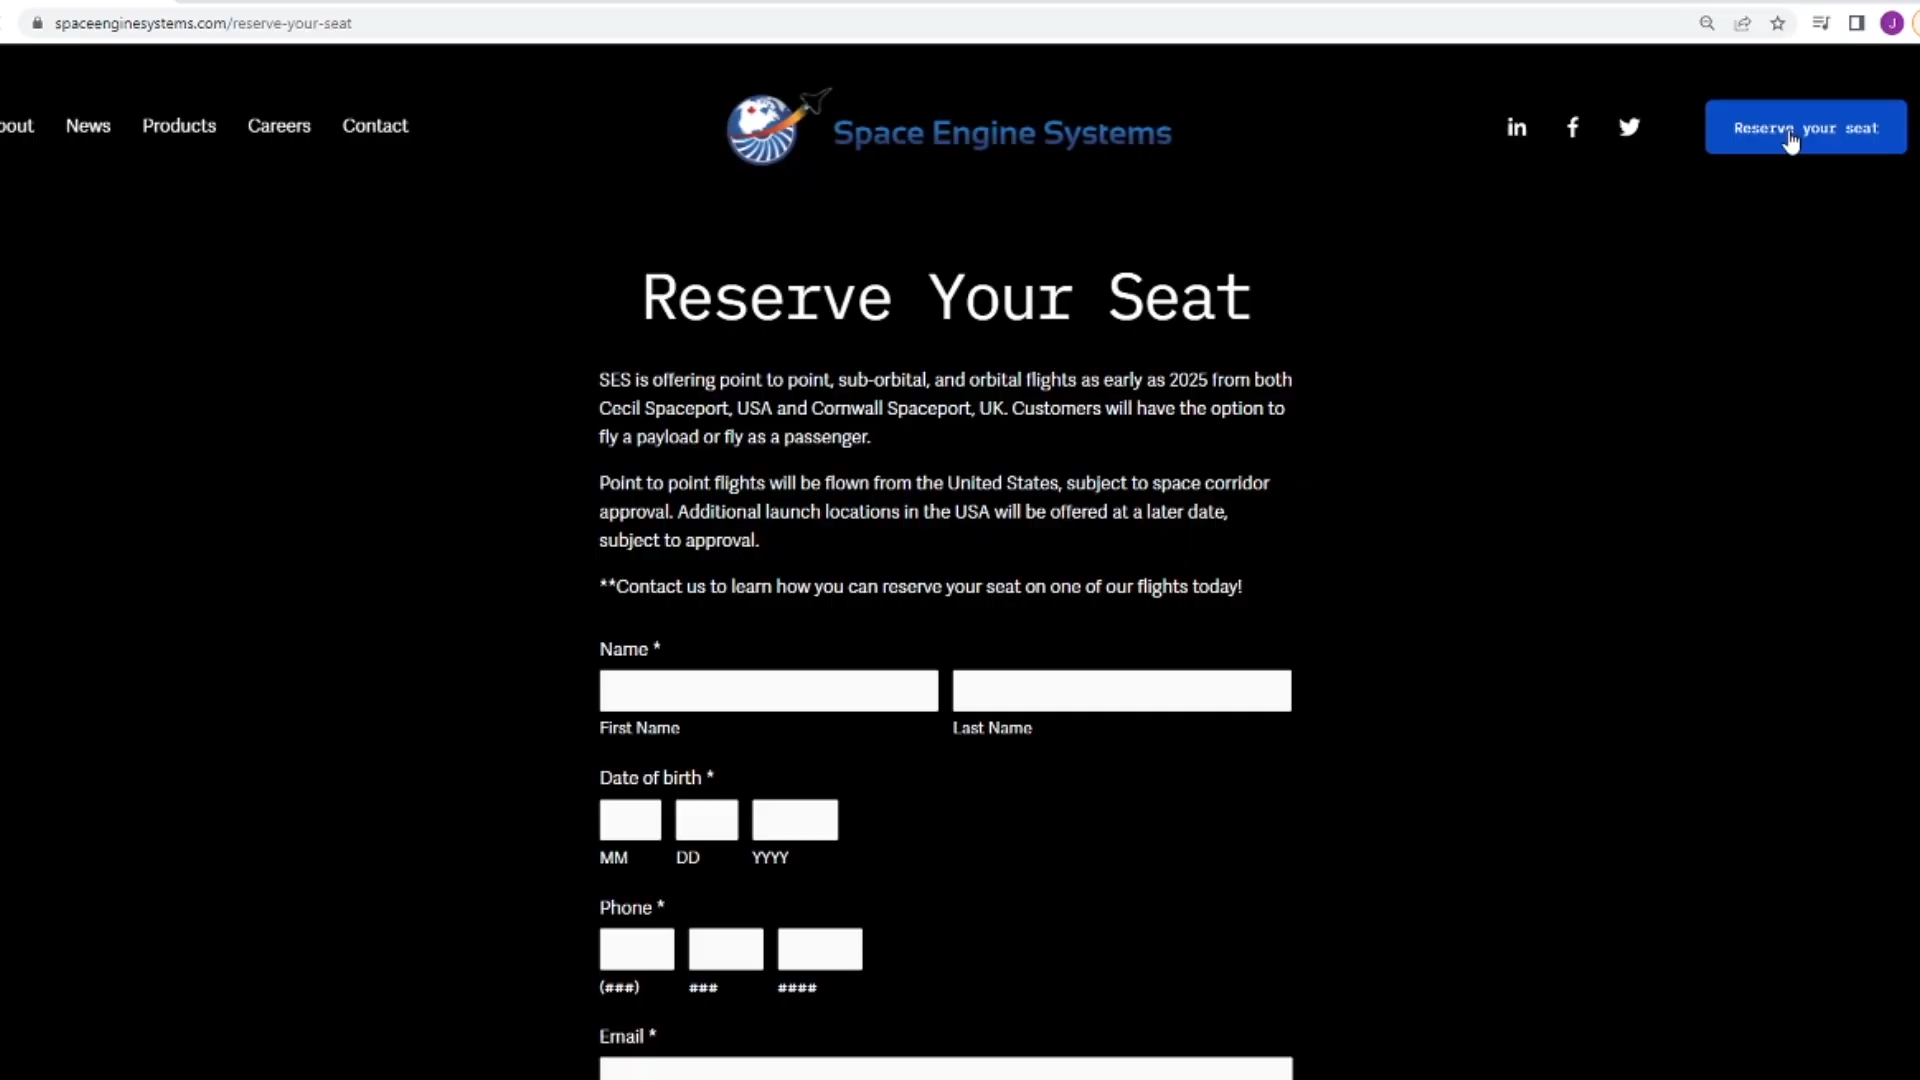 spaceenginesystems.com/reserve-your-seat
J
bout
News
Products
Careers
Contact
Space Engine Systems
in
f
Reserve your seat
Reserve Your Seat
SES is offering point to point, sub-orbital, and orbital flights as early as 2025 from both
Cecil Spaceport, USA and Cornwall Spaceport, UK. Customers will have the option to
fly a payload or fly as a passenger.
Point to point flights will be flown from the United States, subject to space corridor
approval. Additional launch locations in the USA will be offered at a later date,
subject to approval.
**Contact us to learn how you can reserve your seat on one of our flights today!
Name *
First Name
Last Name
Date of birth *
MM
DD
YYYY
Phone *
(###)
###
####
Email *